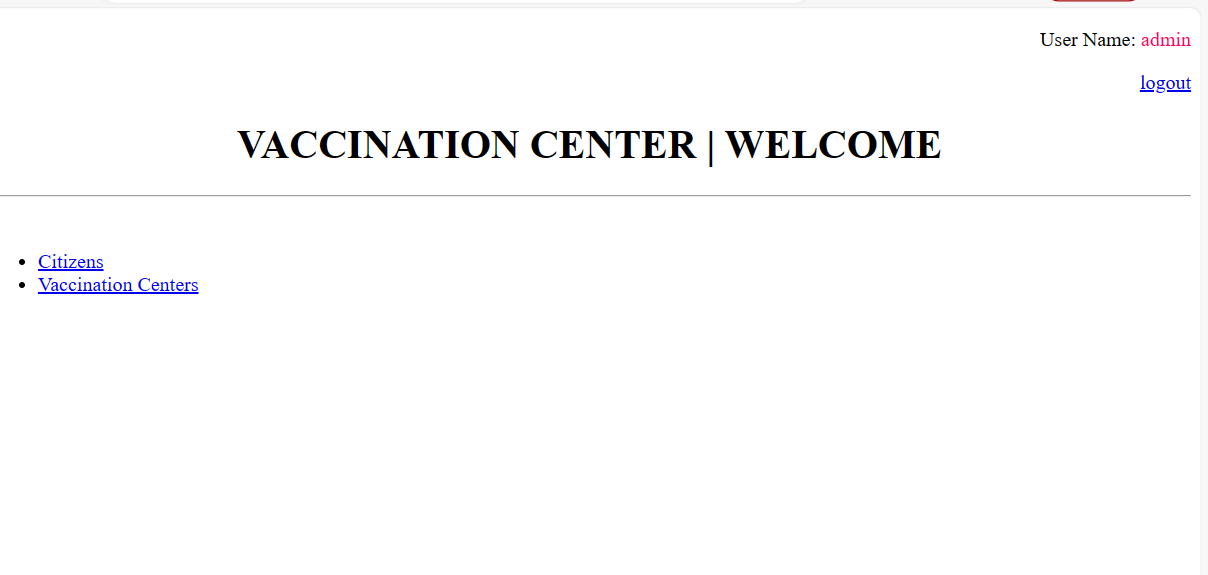 User Name: admin
logout
VACCINATION CENTER | WELCOME
Citizens
Vaccination Centers